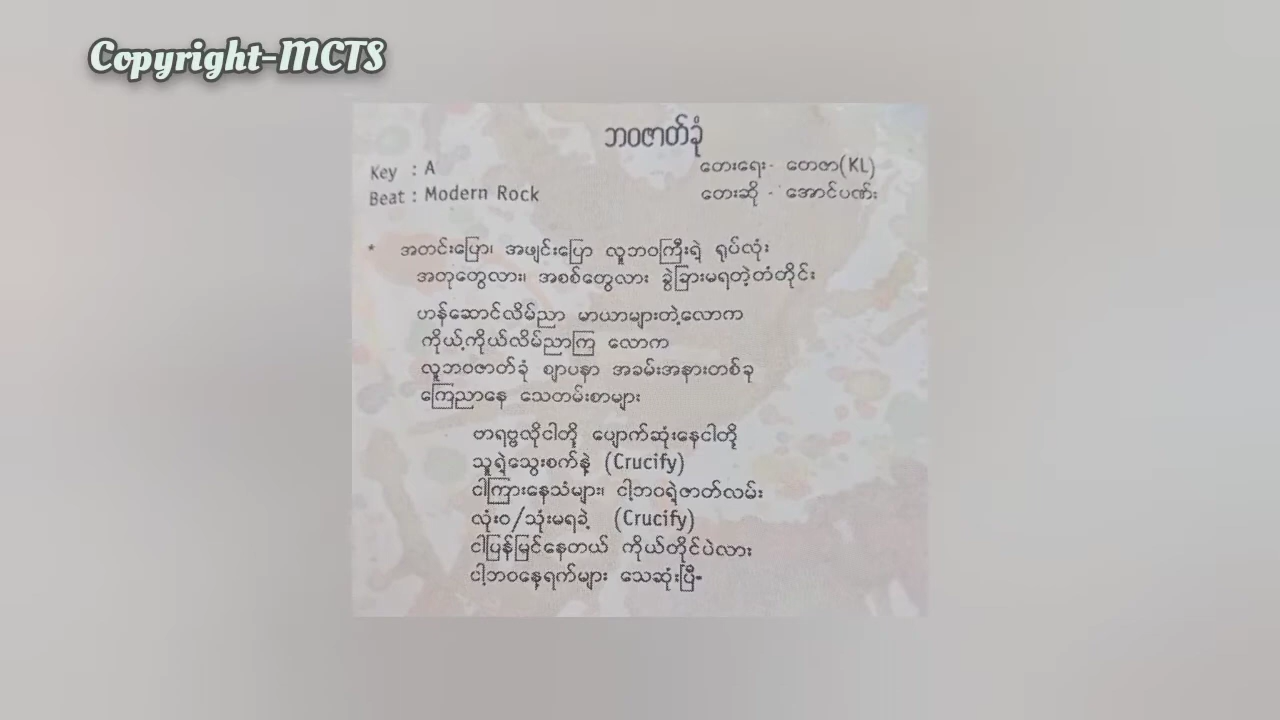 Copyright-MCTS
ဘဝဇာတ်ခုံ
Key : A
တေးရေး - တေဇာ(KL)
Beat : Modern Rock
တေးဆို - အောင်ပဏ်း
* အတင်းပြော၊ အဖျင်းပြော လူဘဝကြီးရဲ့ ရုပ်လုံး
အတုတွေလား၊ အစစ်တွေလား ခွဲခြားမရတဲ့တံတိုင်း
ဟန်ဆောင်လိမ်ညာ မာယာများတဲ့လောက
ကိုယ့်ကိုယ်လိမ်ညာကြ လောက
လူဘဝဇာတ်ခုံ ဈာပနာ အခမ်းအနားတစ်ခု
ကြေညာနေ သေတမ်းစာများ
ဗာရဗ္ဗလိုငါတို့ ပျောက်ဆုံးနေငါတို့
သူရဲ့သွေးစက်နဲ့ (Crucify)
ငါကြားနေသံများ၊ ငါ့ဘဝရဲ့ဇာတ်လမ်း
လုံးဝ/သုံးမရခဲ့ (Crucify)
ငါပြန်မြင်နေတယ် ကိုယ်တိုင်ပဲလား
ငါ့ဘဝနေ့ရက်များ သေဆုံးပြီ-